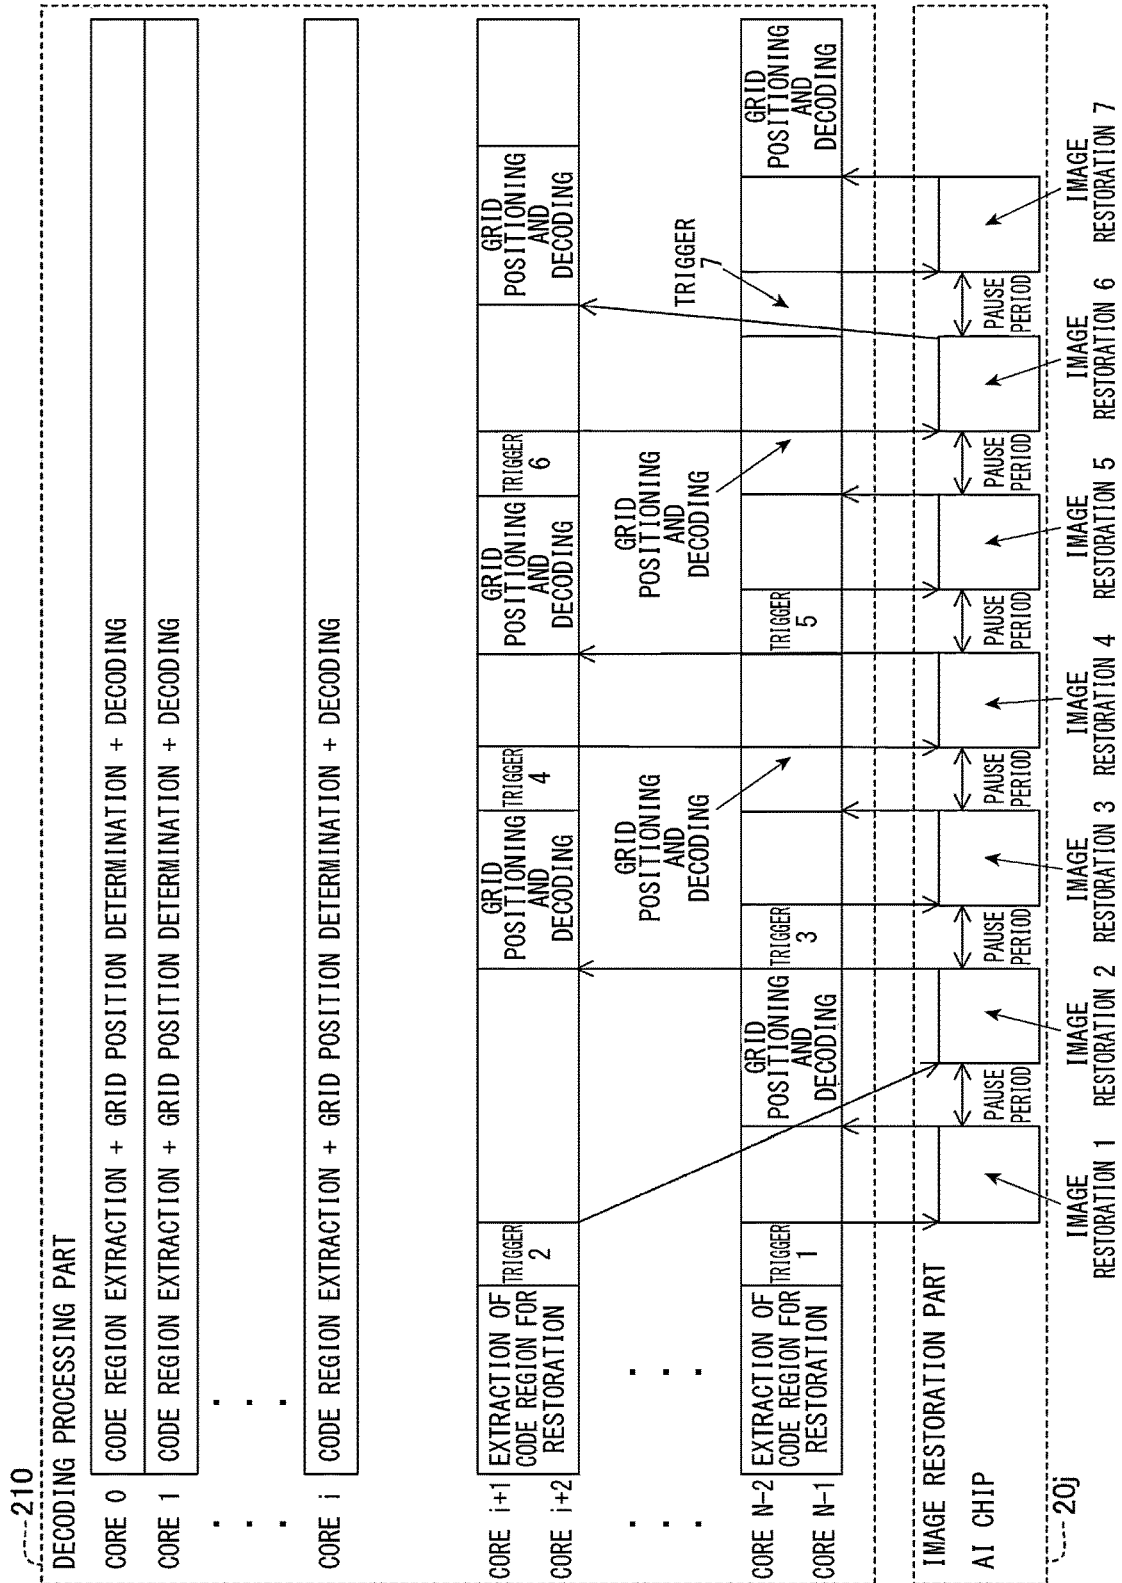 210
DECODING PROCESSING PART
CORE 0
CODE REGION EXTRACTION + GRID POSITION DETERMINATION + DECODING
CORE 1
CODE REGION EXTRACTION + GRID POSITION DETERMINATION + DECODING
CORE i
CODE REGION EXTRACTION + GRID POSITION DETERMINATION + DECODING
CORE i+1
CORE i+2
EXTRACTION OF
CODE REGION FOR
RESTORATION
TRIGGER
2
GRID
POSITIONING
AND
DECODING
TRIGGER
4
GRID
POSITIONING
AND
DECODING
TRIGGER
6
GRID
POSITIONING
AND
DECODING
GRID
POSITIONING
AND
DECODING
GRID
POSITIONING
AND
DECODING
TRIGGER
7
CORE N-2
CORE N-1
EXTRACTION OF
CODE REGION FOR
RESTORATION
TRIGGER
1
GRID
POSITIONING
AND
DECODING
TRIGGER
3
TRIGGER
5
GRID
POSITIONING
AND
DECODING
IMAGE RESTORATION PART
AI CHIP
PAUSE
PERIOD
PAUSE
PERIOD
PAUSE
PERIOD
PAUSE
PERIOD
PAUSE
PERIOD
PAUSE
PERIOD
20j
IMAGE
RESTORATION 1
IMAGE
RESTORATION 2
IMAGE
RESTORATION 3
IMAGE
RESTORATION 4
IMAGE
RESTORATION 5
IMAGE
RESTORATION 6
IMAGE
RESTORATION 7